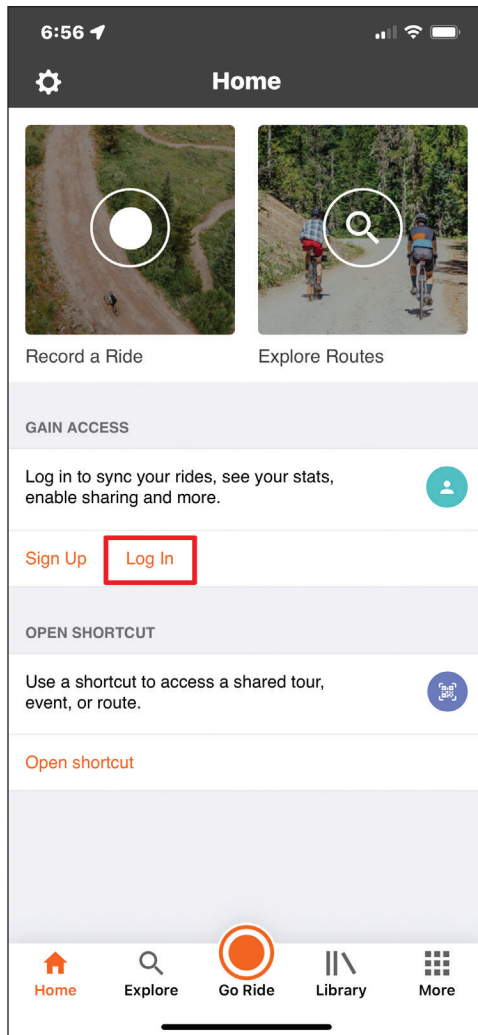 6:56
Home
Record a Ride
Explore Routes
GAIN ACCESS
Log in to sync your rides, see your stats,
enable sharing and more.
Sign Up
Log In
OPEN SHORTCUT
Use a shortcut to access a shared tour,
event, or route.
Open shortcut
Home
Explore
Go Ride
Library
More